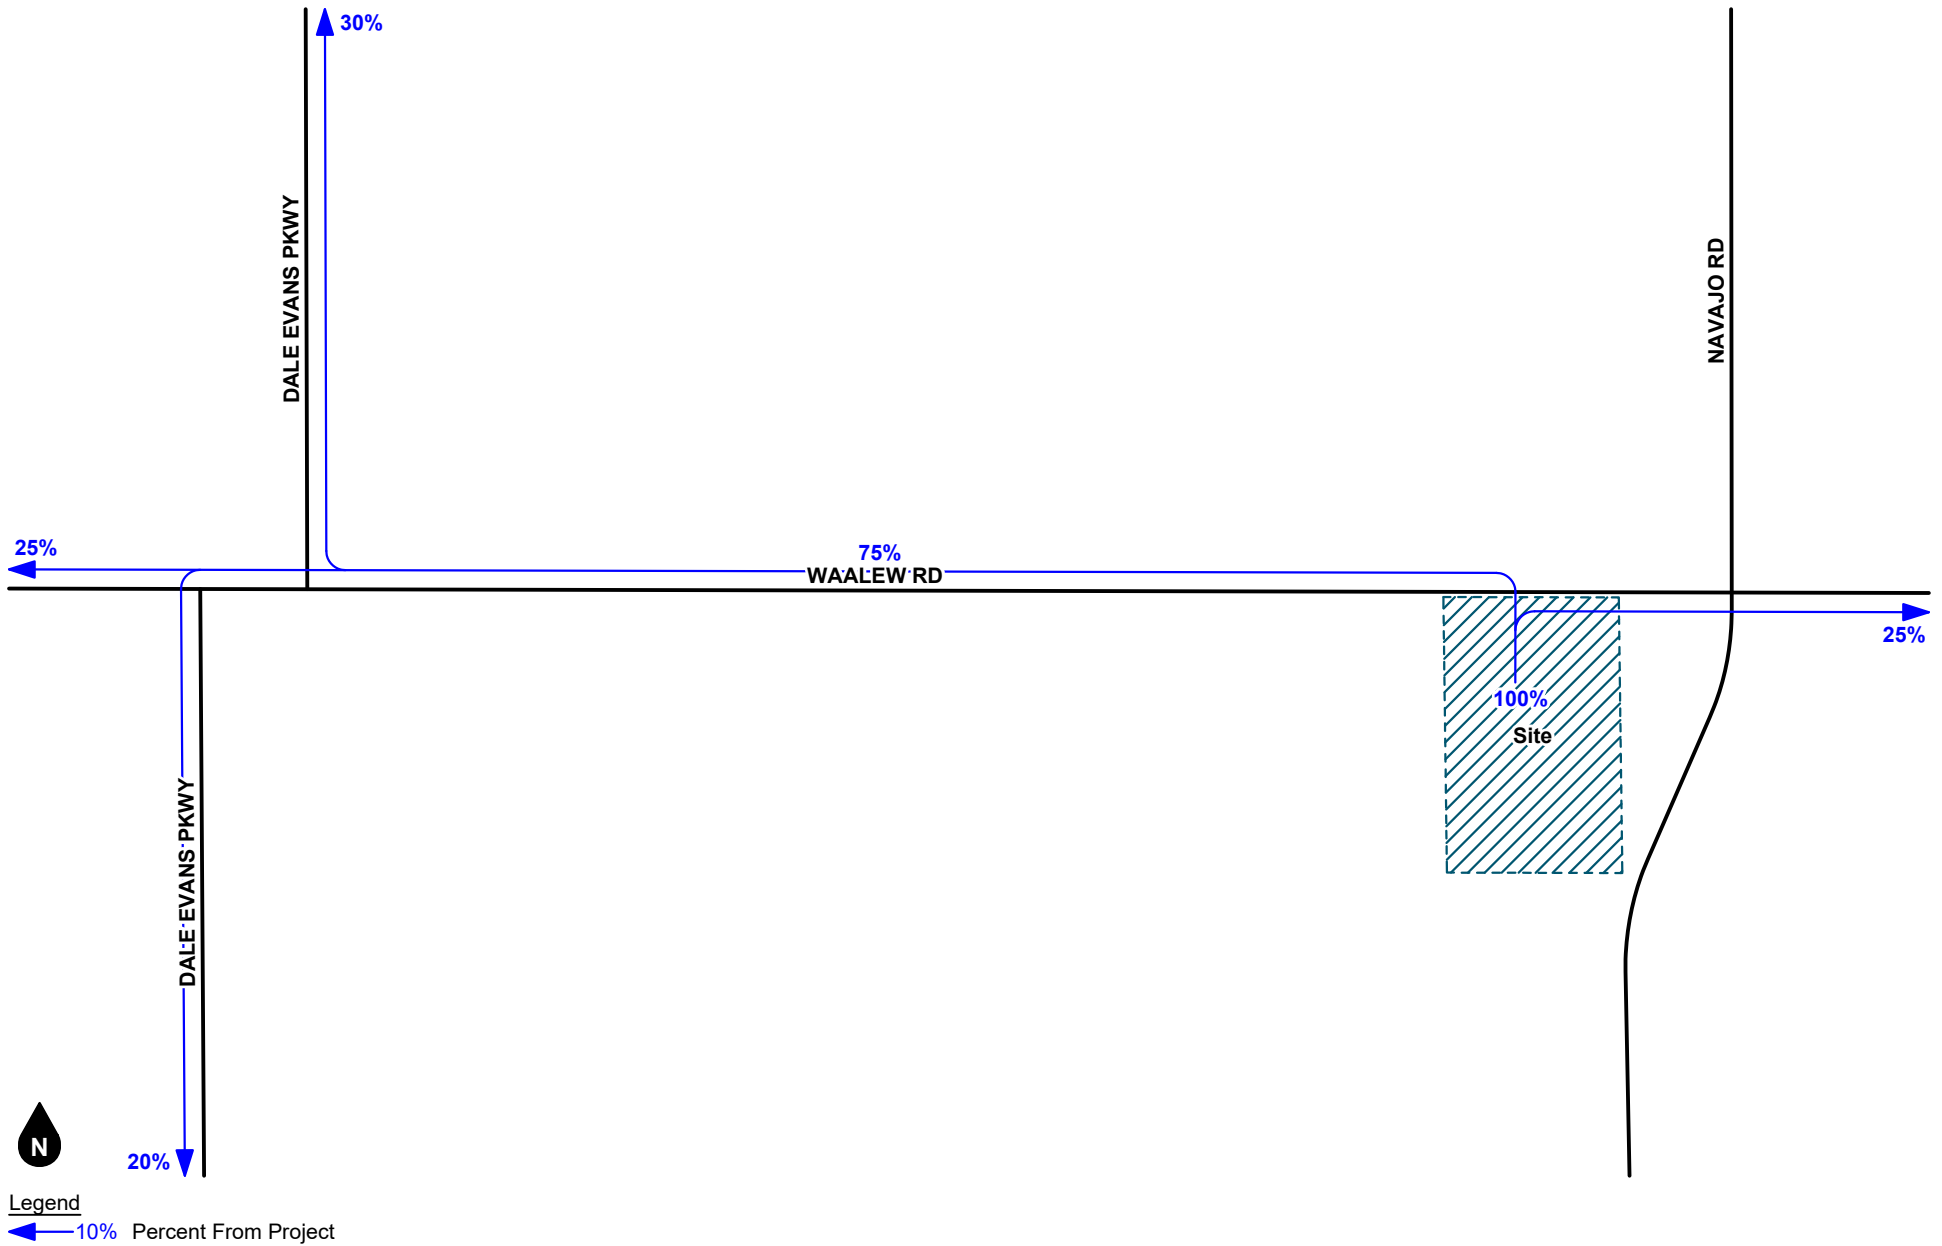 30%
DALE EVANS PKWY
NAVAJO RD
25%
75%
WAALEW RD
25%
100%
Site
DALE EVANS PKWY
N
20%
Legend
10% Percent From Project